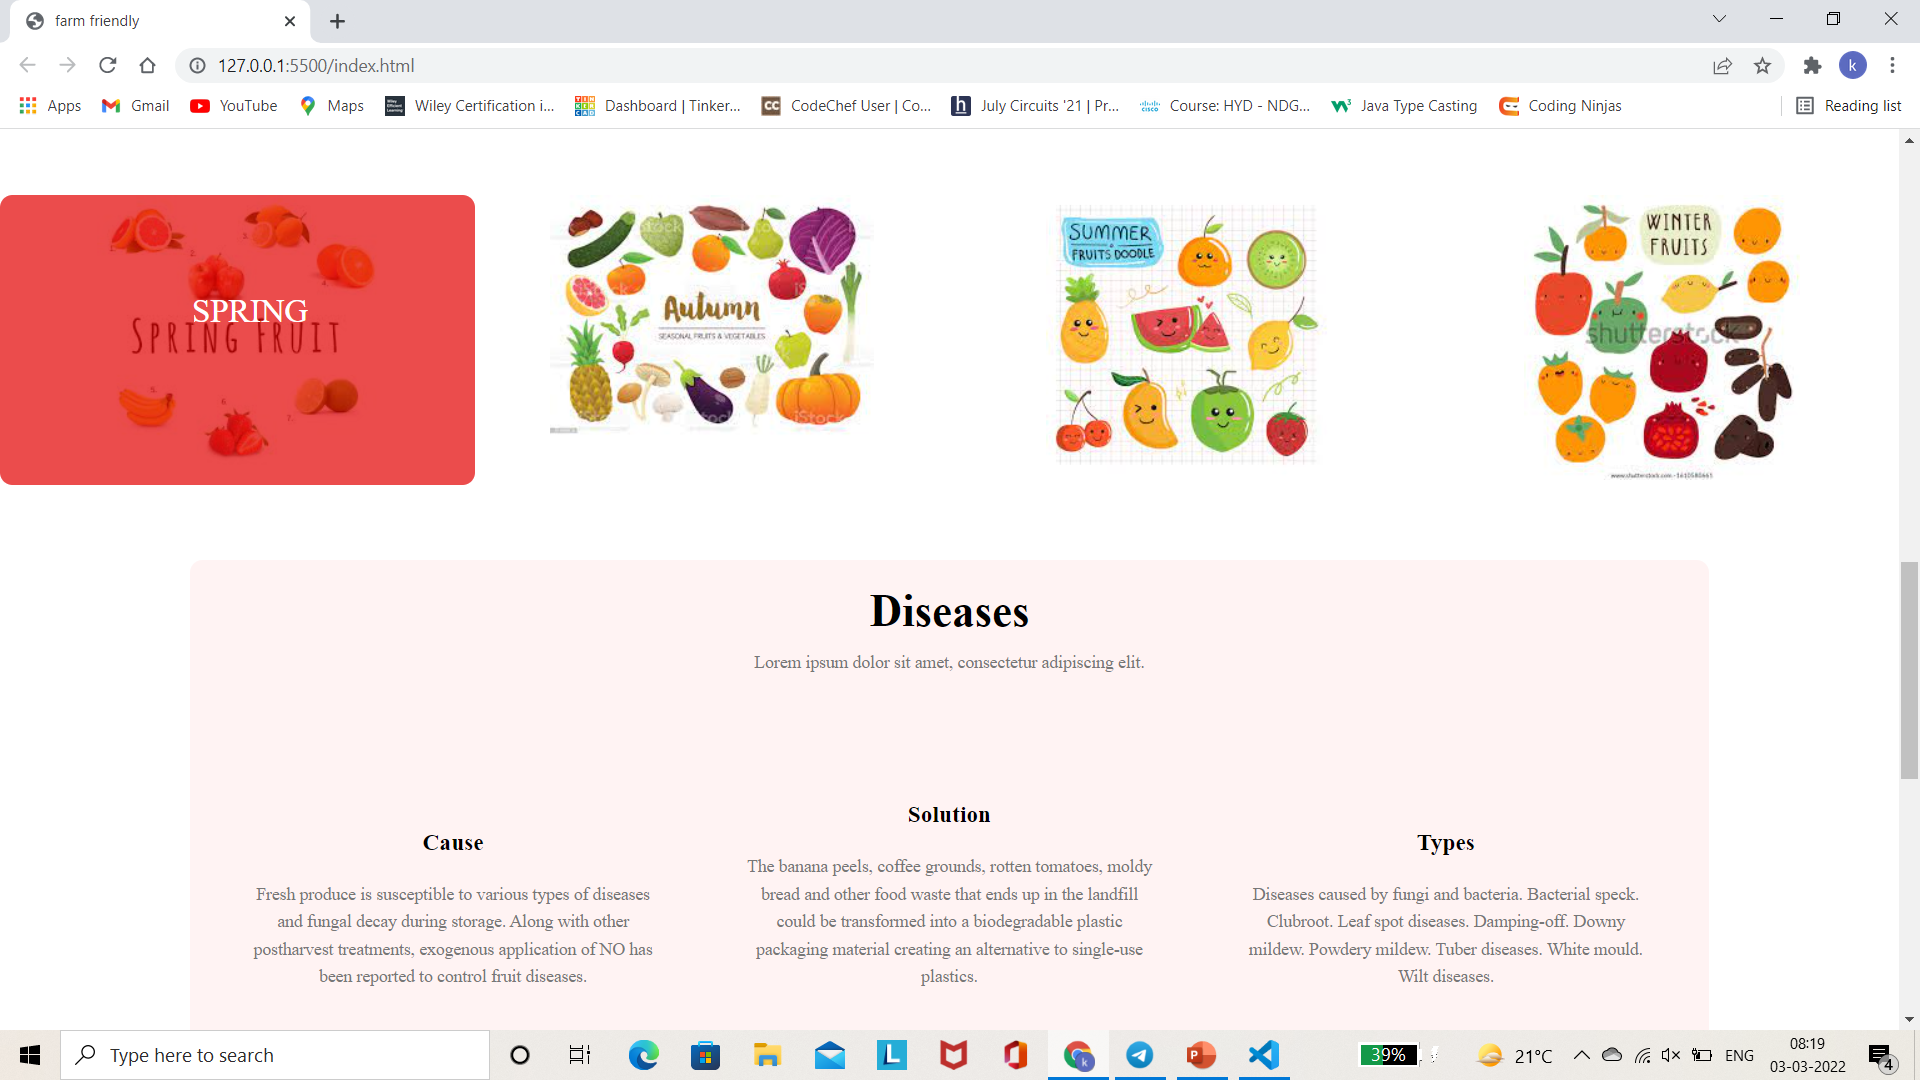 farm friendly
127.0.0.1:5500/index.html
k
Apps
Gmail
YouTube
Maps
Wiley Certification i...
Dashboard | Tinker...
CodeChef User | Co...
July Circuits '21 | Pr...
Course: HYD - NDG...
Java Type Casting
Coding Ninjas
Reading list
SPRING
SPRING FRUIT
Autumn
SEASONAL FRUITS & VEGETABLES
iStock
SUMMER
FRUITS DOODLE
WINTER
FRUITS
shutterstock
www.shutterstock.com · 1610580661
Diseases
Lorem ipsum dolor sit amet, consectetur adipiscing elit.
Cause
Fresh produce is susceptible to various types of diseases
and fungal decay during storage. Along with other
postharvest treatments, exogenous application of NO has
been reported to control fruit diseases.
Solution
The banana peels, coffee grounds, rotten tomatoes, moldy
bread and other food waste that ends up in the landfill
could be transformed into a biodegradable plastic
packaging material creating an alternative to single-use
plastics.
Types
Diseases caused by fungi and bacteria. Bacterial speck.
Clubroot. Leaf spot diseases. Damping-off. Downy
mildew. Powdery mildew. Tuber diseases. White mould.
Wilt diseases.
Type here to search
39%
21°C
ENG
08:19
03-03-2022
4